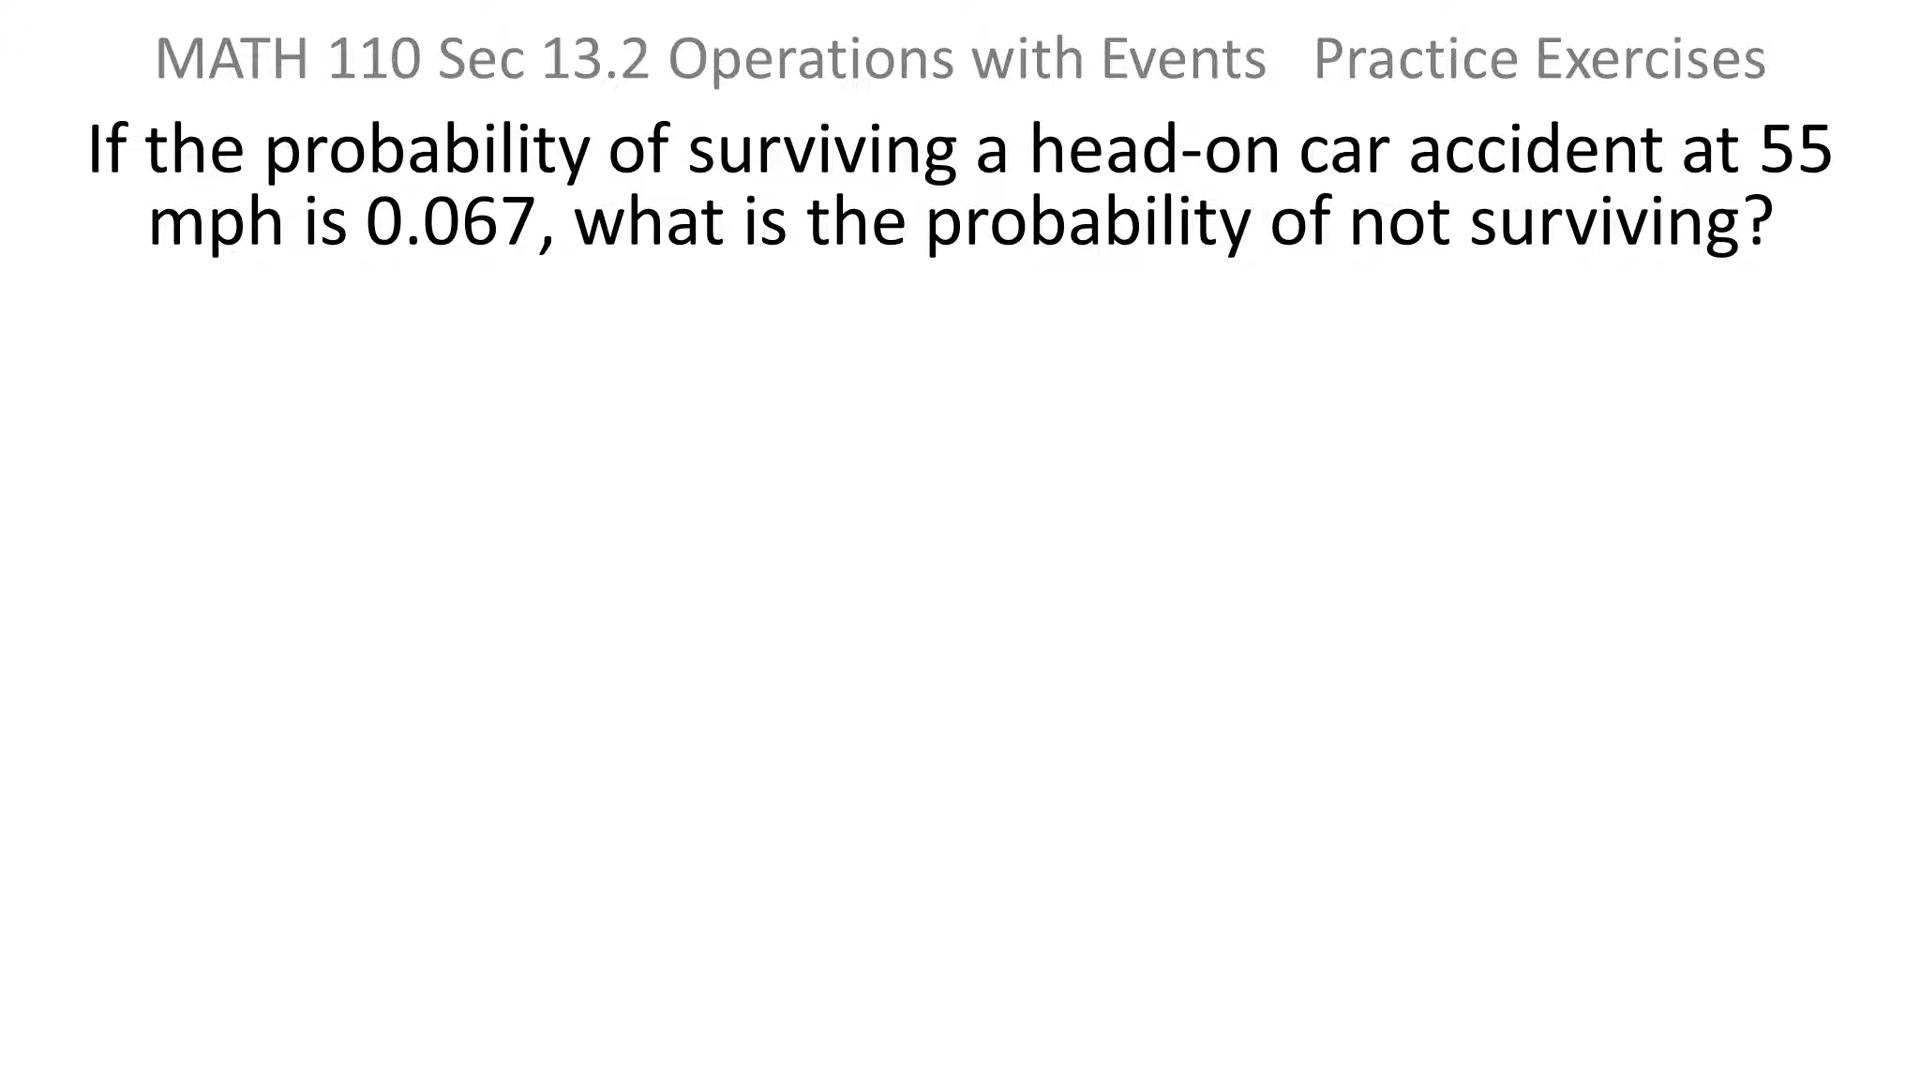 MATH 110 Sec 13.2 Operations with Events   Practice Exercises
If the probability of surviving a head-on car accident at 55
mph is 0.067, what is the probability of not surviving?